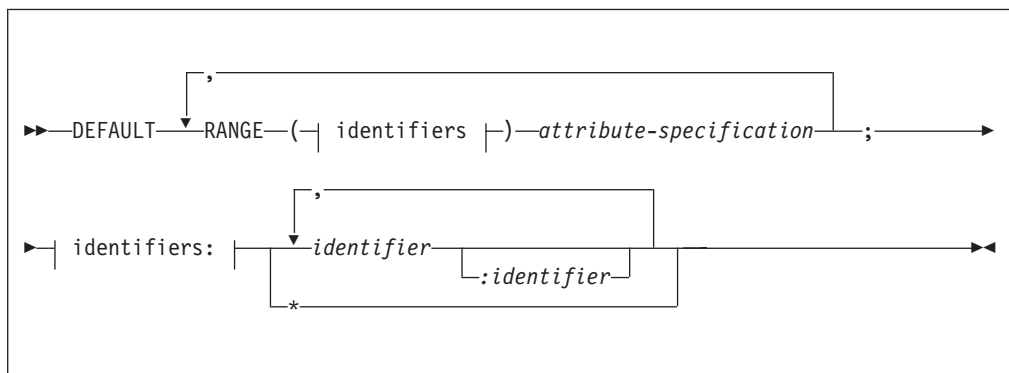 ,
DEFAULT RANGE ( identifiers ) attribute-specification ;
,
identifiers: identifier
:identifier
*